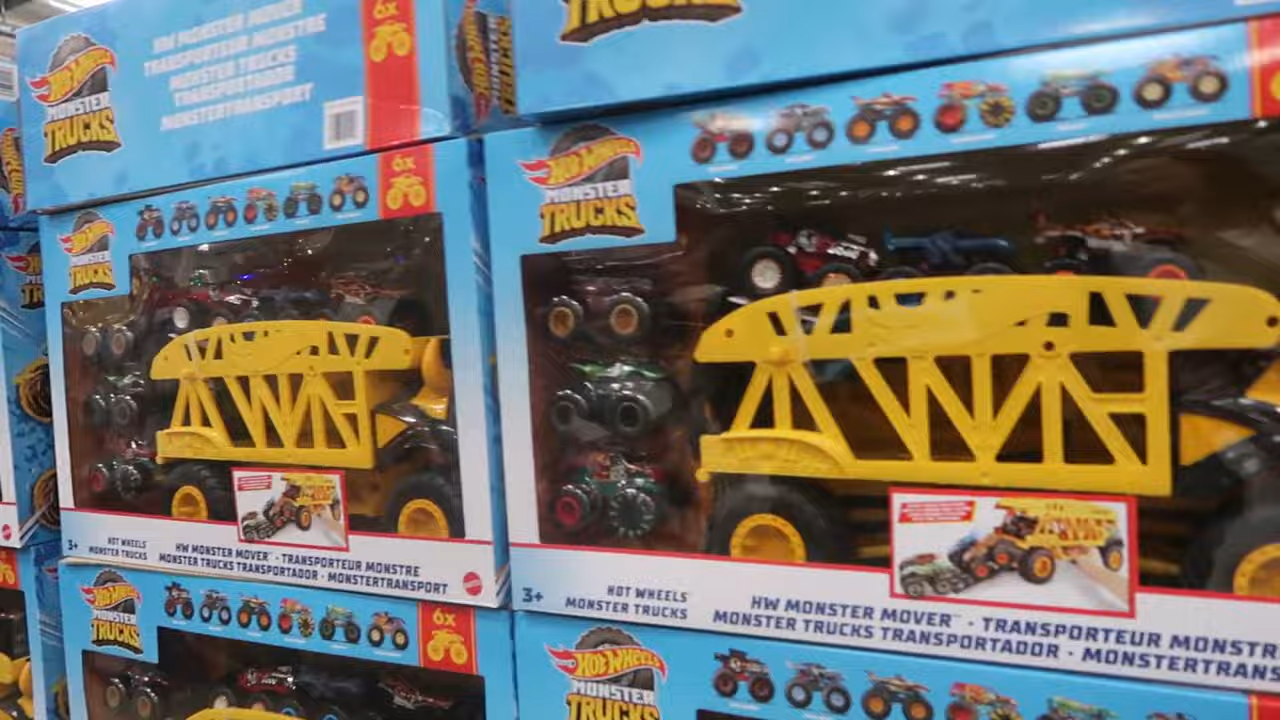 HOT WHEELS
MONSTER
TRUCKS
HW MONSTER MOVER
TRANSPORTEUR MONSTRE
MONSTER TRUCKS
TRANSPORTADOR
MONSTERTRANSPORT
6x
TRUCKS
HOT WHEELS
MONSTER
TRUCKS
6x
3+
HOT WHEELS
MONSTER TRUCKS
HW MONSTER MOVER™ · TRANSPORTEUR MONSTRE
MONSTER TRUCKS TRANSPORTADOR · MONSTERTRANSPORT
HOT WHEELS
MONSTER
TRUCKS
3+
HOT WHEELS
MONSTER TRUCKS
HW MONSTER MOVER™ · TRANSPORTEUR MONSTR
MONSTER TRUCKS TRANSPORTADOR · MONSTERTRANS
HOT WHEELS
MONSTER
TRUCKS
6x
HOT WHEELS
MONSTER
TRUCKS